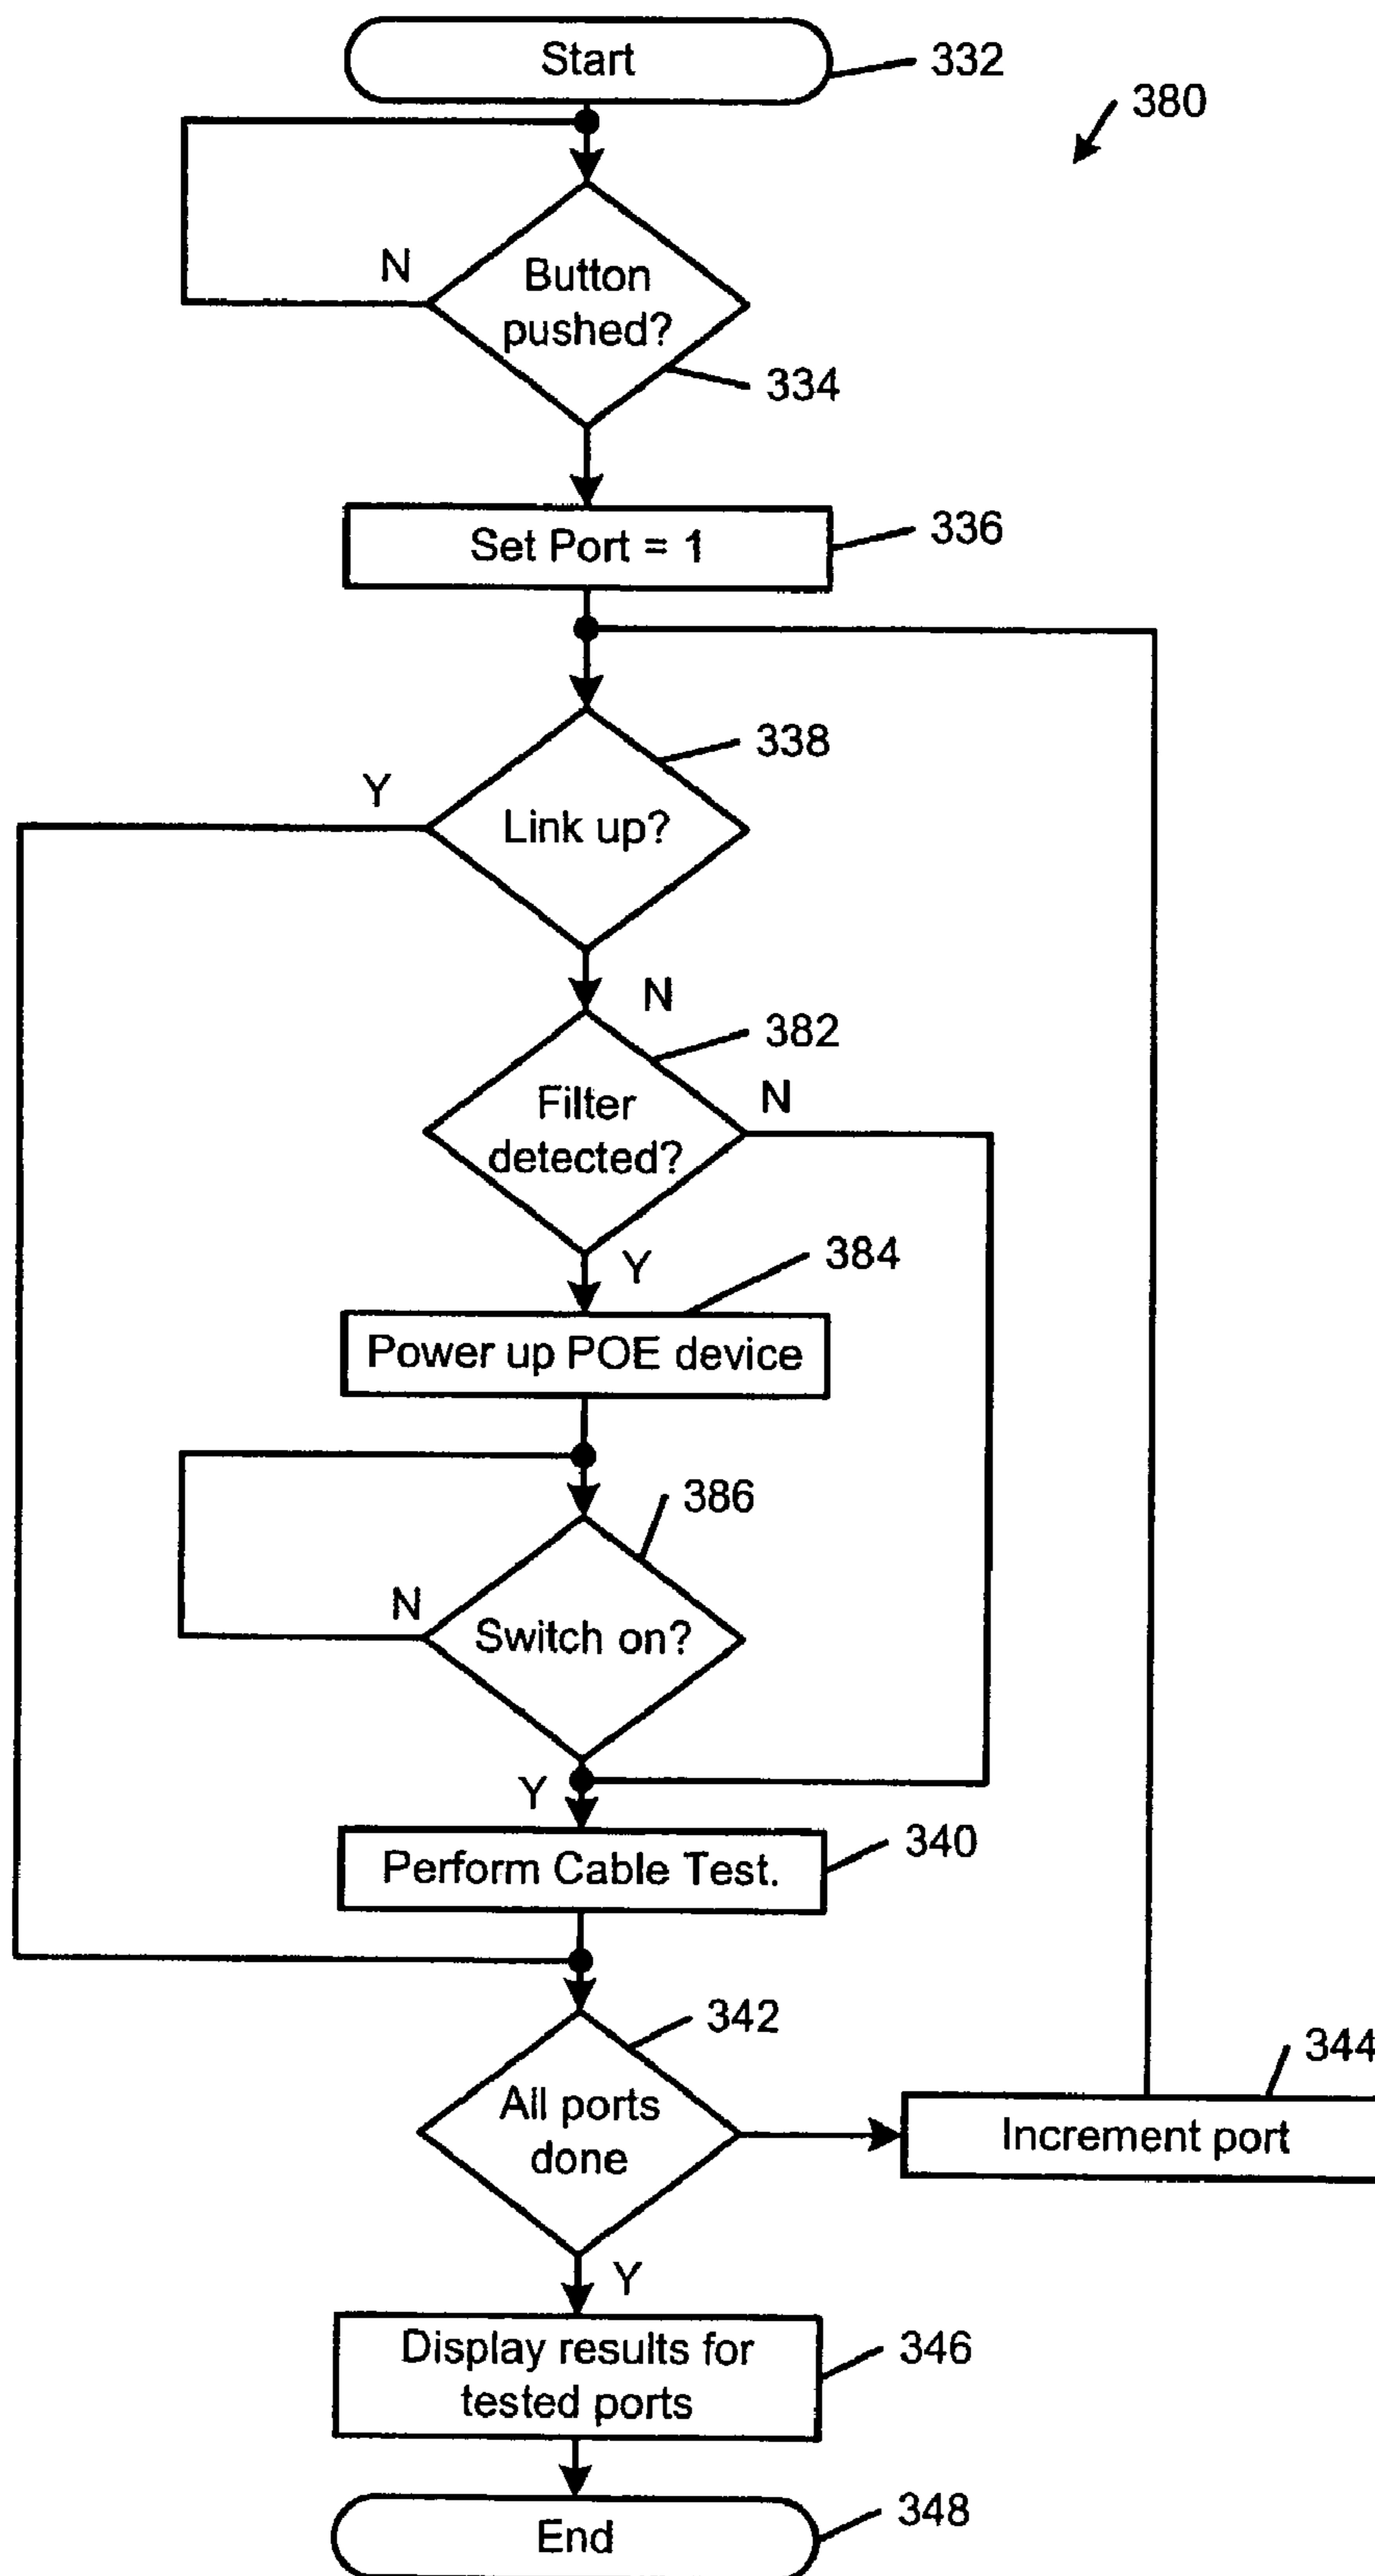 Start
332
380
N
Button
pushed?
334
Set Port = 1
336
338
Y
Link up?
N
382
N
Filter
detected?
384
Y
Power up POE device
386
N
Switch on?
Y
340
Perform Cable Test.
342
344
All ports
done
Increment port
Y
Display results for
tested ports
346
End
348